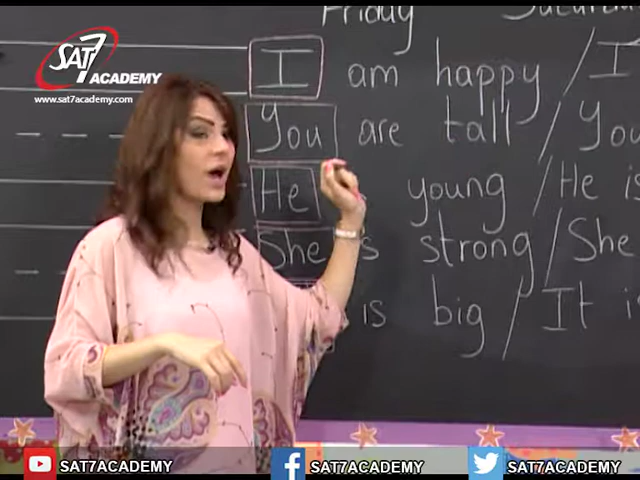 Friday Saturday
SAT7
ACADEMY
www.sat7academy.com
I am happy / I
You are tall / You
He young / He is
She is strong / She
is big / It i
SAT7ACADEMY SAT7ACADEMY SAT7ACADEMY